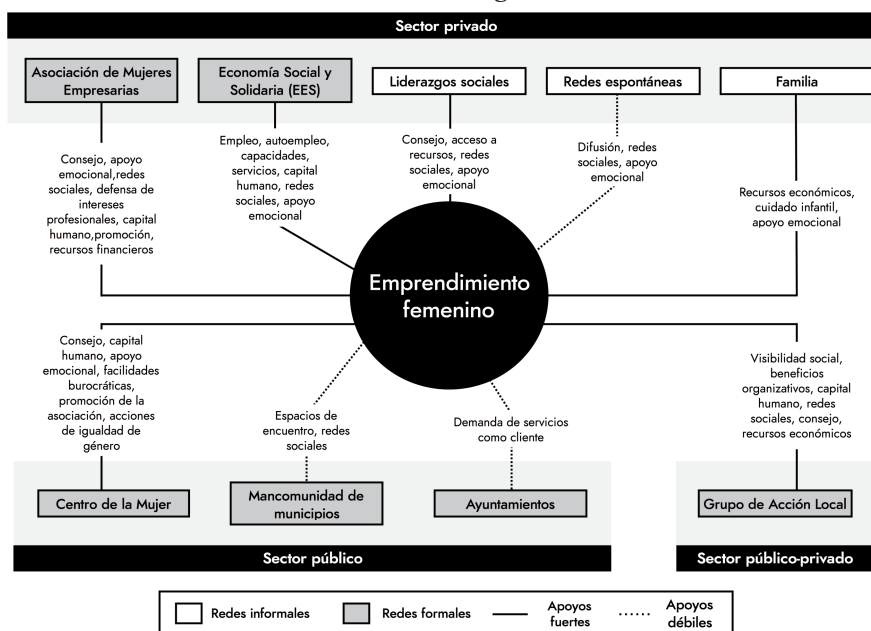 Sector privado
Asociación de Mujeres
Empresarias
Economía Social y
Solidaria (EES)
Liderazgos sociales
Redes espontáneas
Familia
Consejo, apoyo
emocional,redes
sociales, defensa de
intereses
profesionales, capital
humano,promoción,
recursos financieros
Empleo, autoempleo,
capacidades,
servicios, capital
humano, redes
sociales, apoyo
emocional
Consejo, acceso a
recursos, redes
sociales, apoyo
emocional
Difusión, redes
sociales, apoyo
emocional
Recursos económicos,
cuidado infantil,
apoyo emocional
Emprendimiento
femenino
Consejo, capital
humano, apoyo
emocional, facilidades
burocráticas,
promoción de la
asociación, acciones
de igualdad de
género
Espacios de
encuentro, redes
sociales
Demanda de servicios
como cliente
Visibilidad social,
beneficios
organizativos, capital
humano, redes
sociales, consejo,
recursos económicos
Centro de la Mujer
Mancomunidad de
municipios
Ayuntamientos
Grupo de Acción Local
Sector público
Sector público-privado
Redes informales
Redes formales
Apoyos
fuertes
Apoyos
débiles